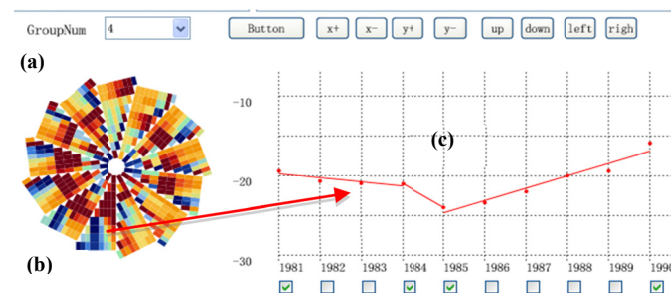 GroupNum 4 Button x+ x- y+ y- up down left righ
(a)
-10
(c)
-20
-30
(b)
1981 1982 1983 1984 1985 1986 1987 1988 1989 1990